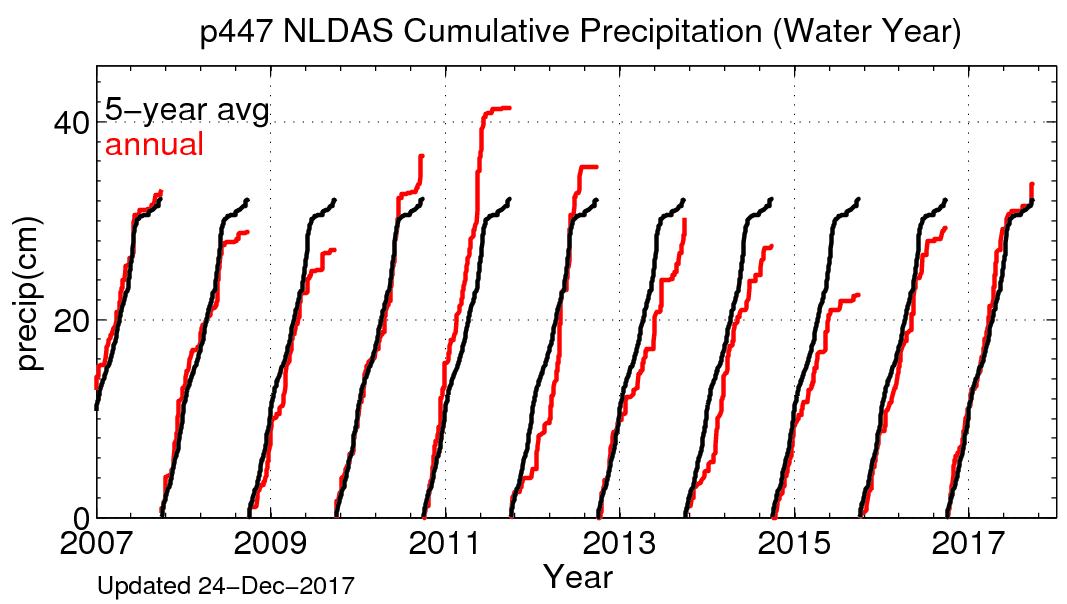 p447 NLDAS Cumulative Precipitation (Water Year)
5−year avg
annual
40
20
0
precip(cm)
2007 2009 2011 2013 2015 2017
Year
Updated 24−Dec−2017